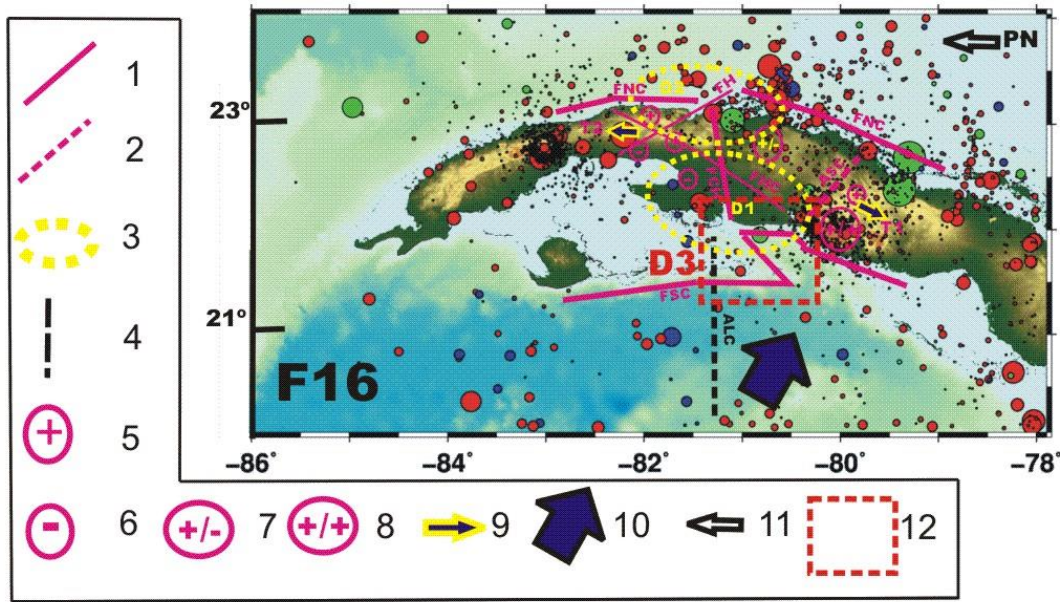 1
2
3
4
+ 5
- 6
+/- 7
+/+ 8
9
10
11
12
PN
23°
21°
FNC
FH
FNC
T2
D1
T1
D3
FSC
ALC
F16
+
-
-
+/-
-86°
-84°
-82°
-80°
-78°